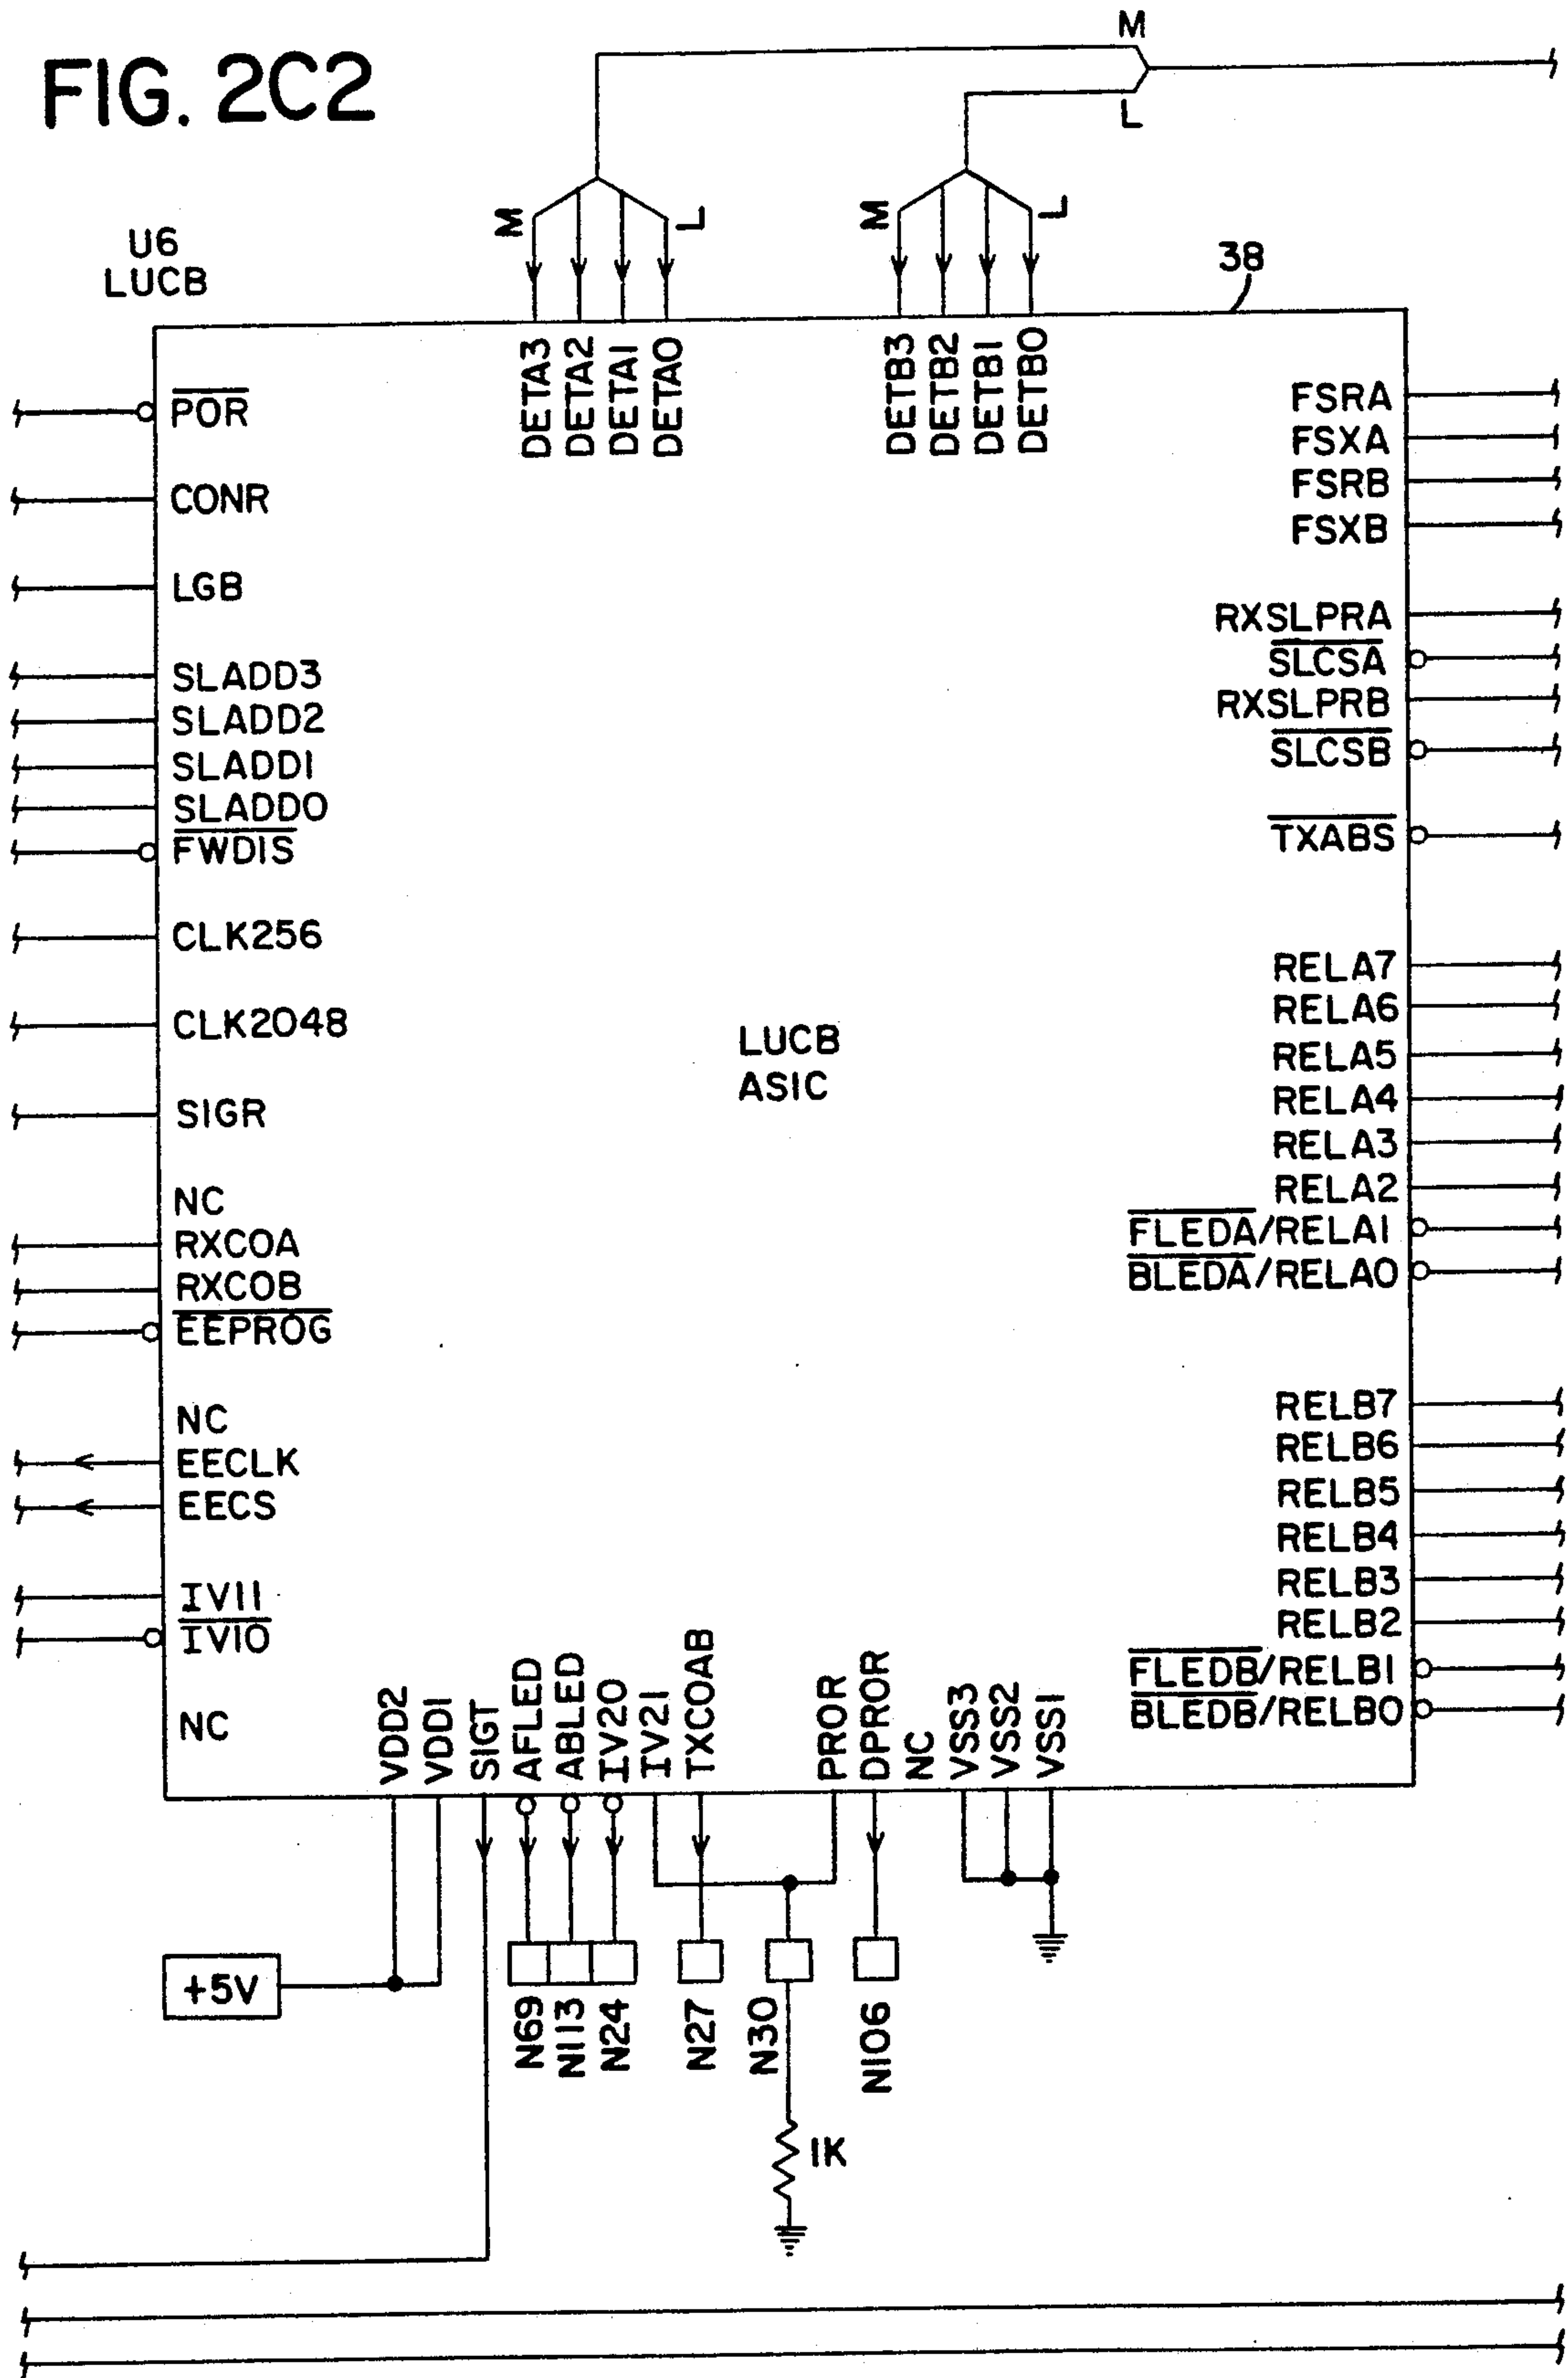 FIG. 2C2
M
L
M
L
M
L
U6
LUCB
38
DETA3
DETA2
DETA1
DETA0
DETB3
DETB2
DETB1
DETB0
POR
CONR
LGB
SLADD3
SLADD2
SLADD1
SLADD0
FWDIS
CLK256
CLK2048
SIGR
NC
RXCOA
RXCOB
EEPROG
NC
EECLK
EECS
IV11
IV10
NC
LUCB
ASIC
FSRA
FSXA
FSRB
FSXB
RXSLPRA
SLCSA
RXSLPRB
SLCSB
TXABS
RELA7
RELA6
RELA5
RELA4
RELA3
RELA2
FLEDA/RELA1
BLEDA/RELA0
RELB7
RELB6
RELB5
RELB4
RELB3
RELB2
FLEDB/RELB1
BLEDB/RELB0
VDD2
VDD1
SIGT
AFLED
ABLED
IV20
IV21
TXCOAB
PROR
DPROR
NC
VSS3
VSS2
VSS1
+5V
N69
N113
N24
N27
N30
N106
1K